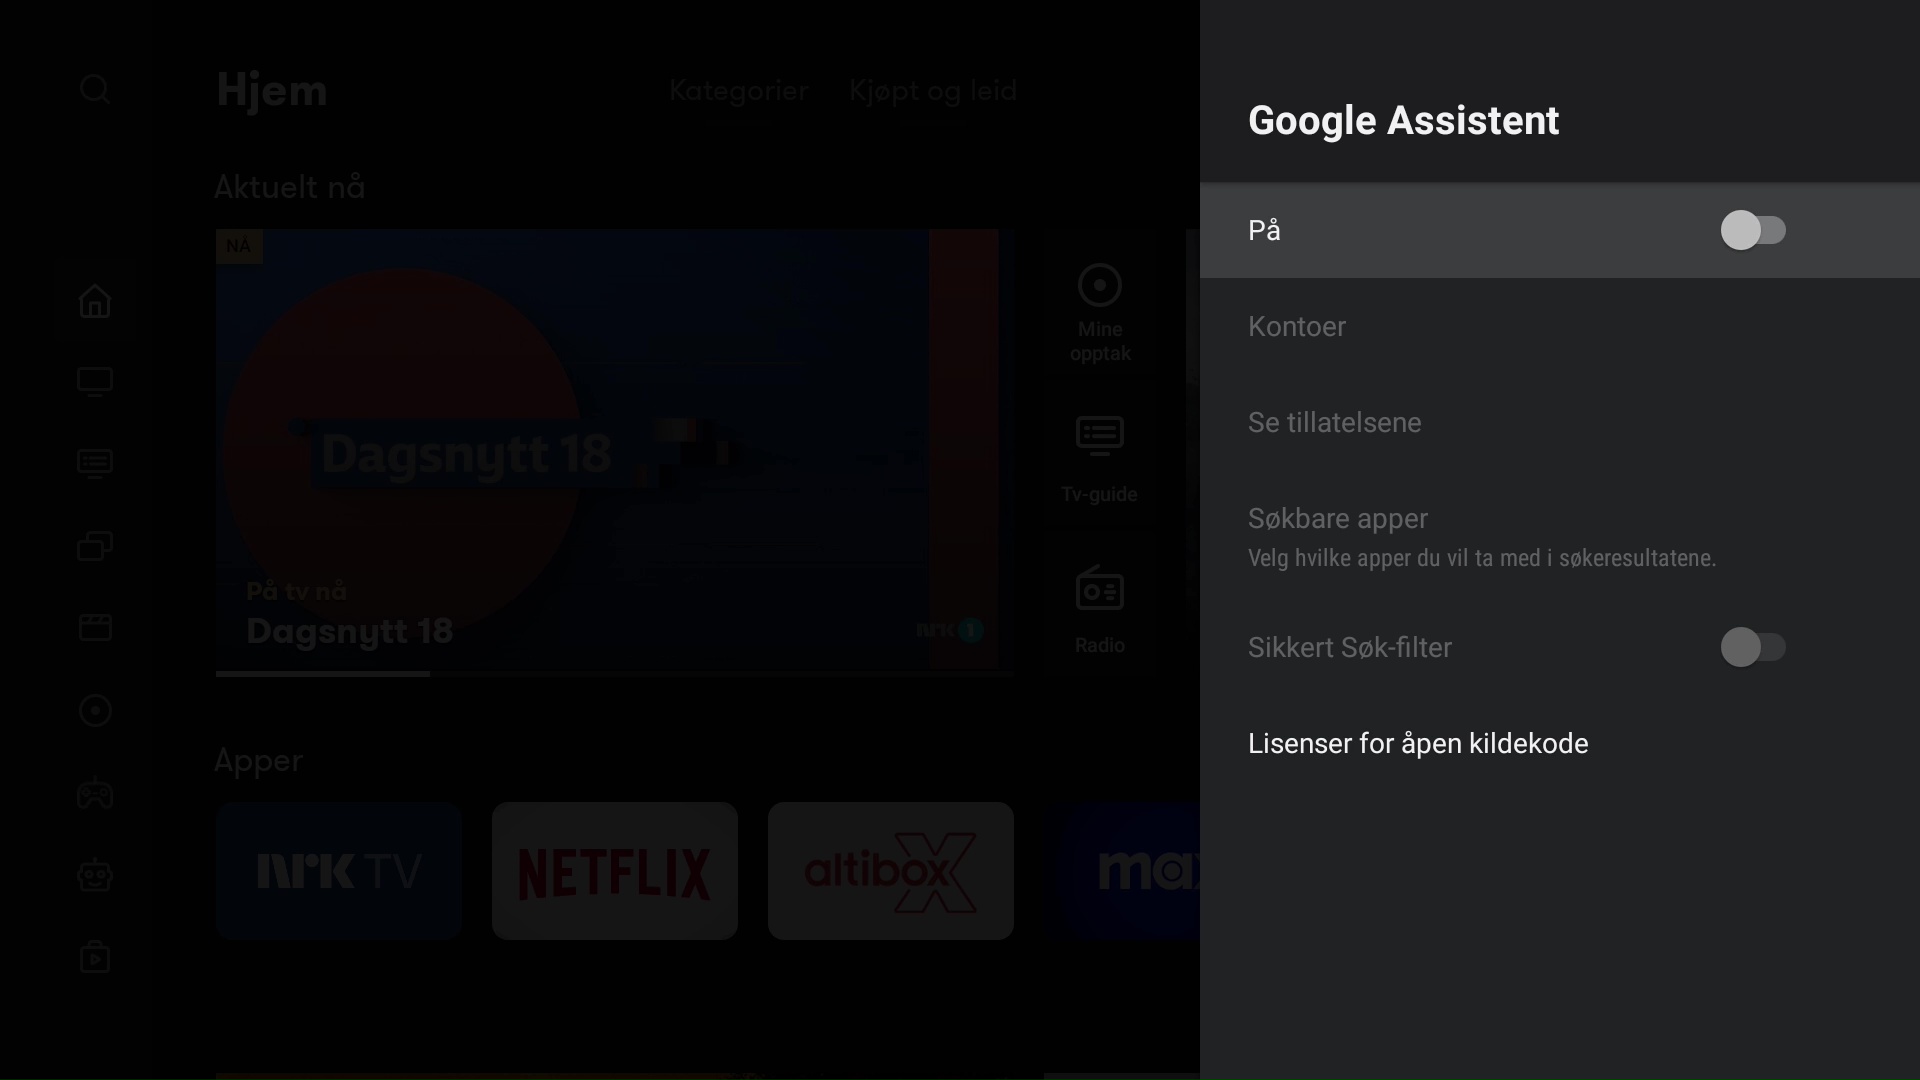 Hjem
Kategorier
Kjøpt og leid
Aktuelt nå
NÅ
Dagsnytt 18
På tv nå
Dagsnytt 18
nrk 1
Mine
opptak
Tv-guide
Radio
Apper
NRK TV
NETFLIX
altibox
max
Google Assistent
På
Kontoer
Se tillatelsene
Søkbare apper
Velg hvilke apper du vil ta med i søkeresultatene.
Sikkert Søk-filter
Lisenser for åpen kildekode